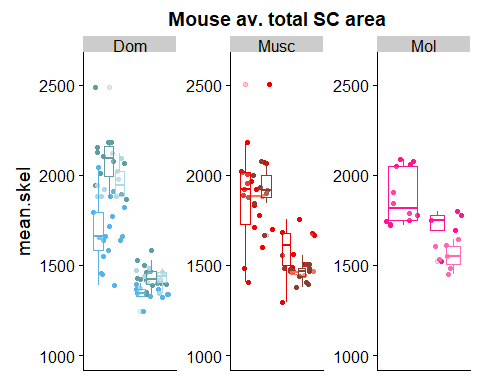 Mouse av. total SC area
Dom Musc Mol
mean.skel
2500 2500 2500
2000 2000 2000
1500 1500 1500
1000 1000 1000